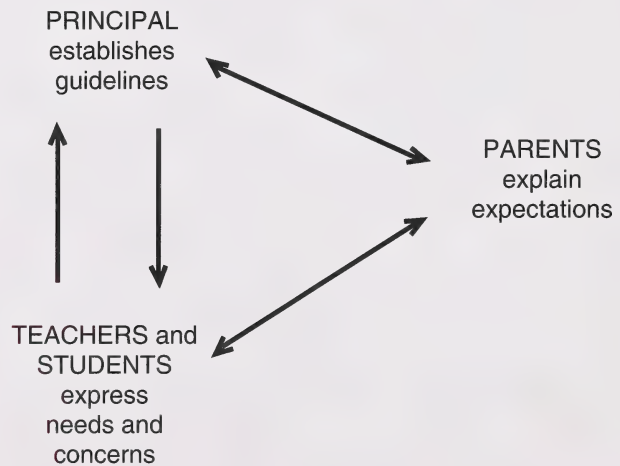 PRINCIPAL
establishes
guidelines
PARENTS
explain
expectations
TEACHERS and
STUDENTS
express
needs and
concerns